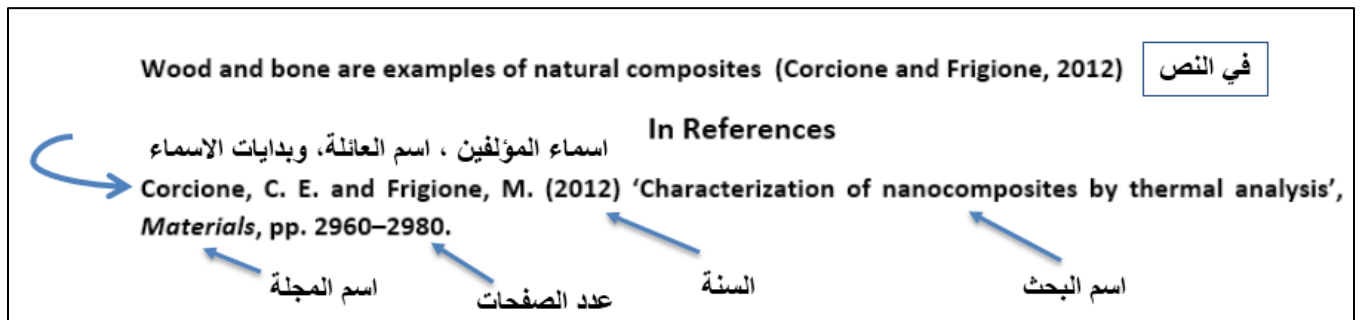 Wood and bone are examples of natural composites (Corcione and Frigione, 2012) في النص
In References
اسماء المؤلفين ، اسم العائلة، وبدايات الاسماء
Corcione, C. E. and Frigione, M. (2012) ‘Characterization of nanocomposites by thermal analysis’,
Materials, pp. 2960–2980.
اسم البحث
السنة
عدد الصفحات
اسم المجلة